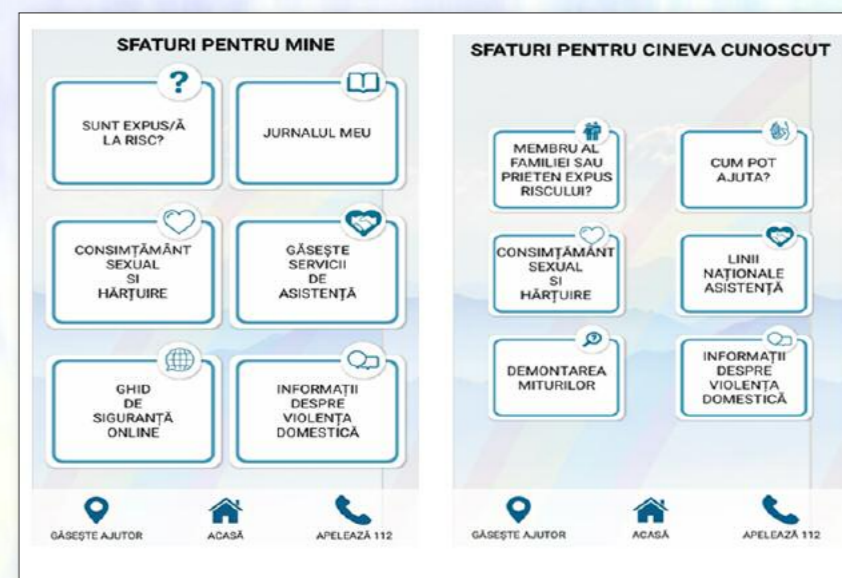 SFATURI PENTRU MINE
SUNT EXPUS/Ă
LA RISC?
JURNALUL MEU
CONSIMȚĂMÂNT
SEXUAL
SI
HĂRȚUIRE
GĂSEȘTE
SERVICII
DE
ASISTENȚĂ
GHID
DE
SIGURANȚĂ
ONLINE
INFORMAȚII
DESPRE
VIOLENȚA
DOMESTICĂ
GĂSEȘTE AJUTOR
ACASĂ
APELEAZĂ 112
SFATURI PENTRU CINEVA CUNOSCUT
MEMBRU AL
FAMILIEI SAU
PRIETEN EXPUS
RISCULUI?
CUM POT
AJUTA?
CONSIMȚĂMÂNT
SEXUAL
SI
HĂRȚUIRE
LINII
NAȚIONALE
ASISTENȚĂ
DEMONTAREA
MITURILOR
INFORMAȚII
DESPRE
VIOLENȚA
DOMESTICĂ
GĂSEȘTE AJUTOR
ACASĂ
APELEAZĂ 112